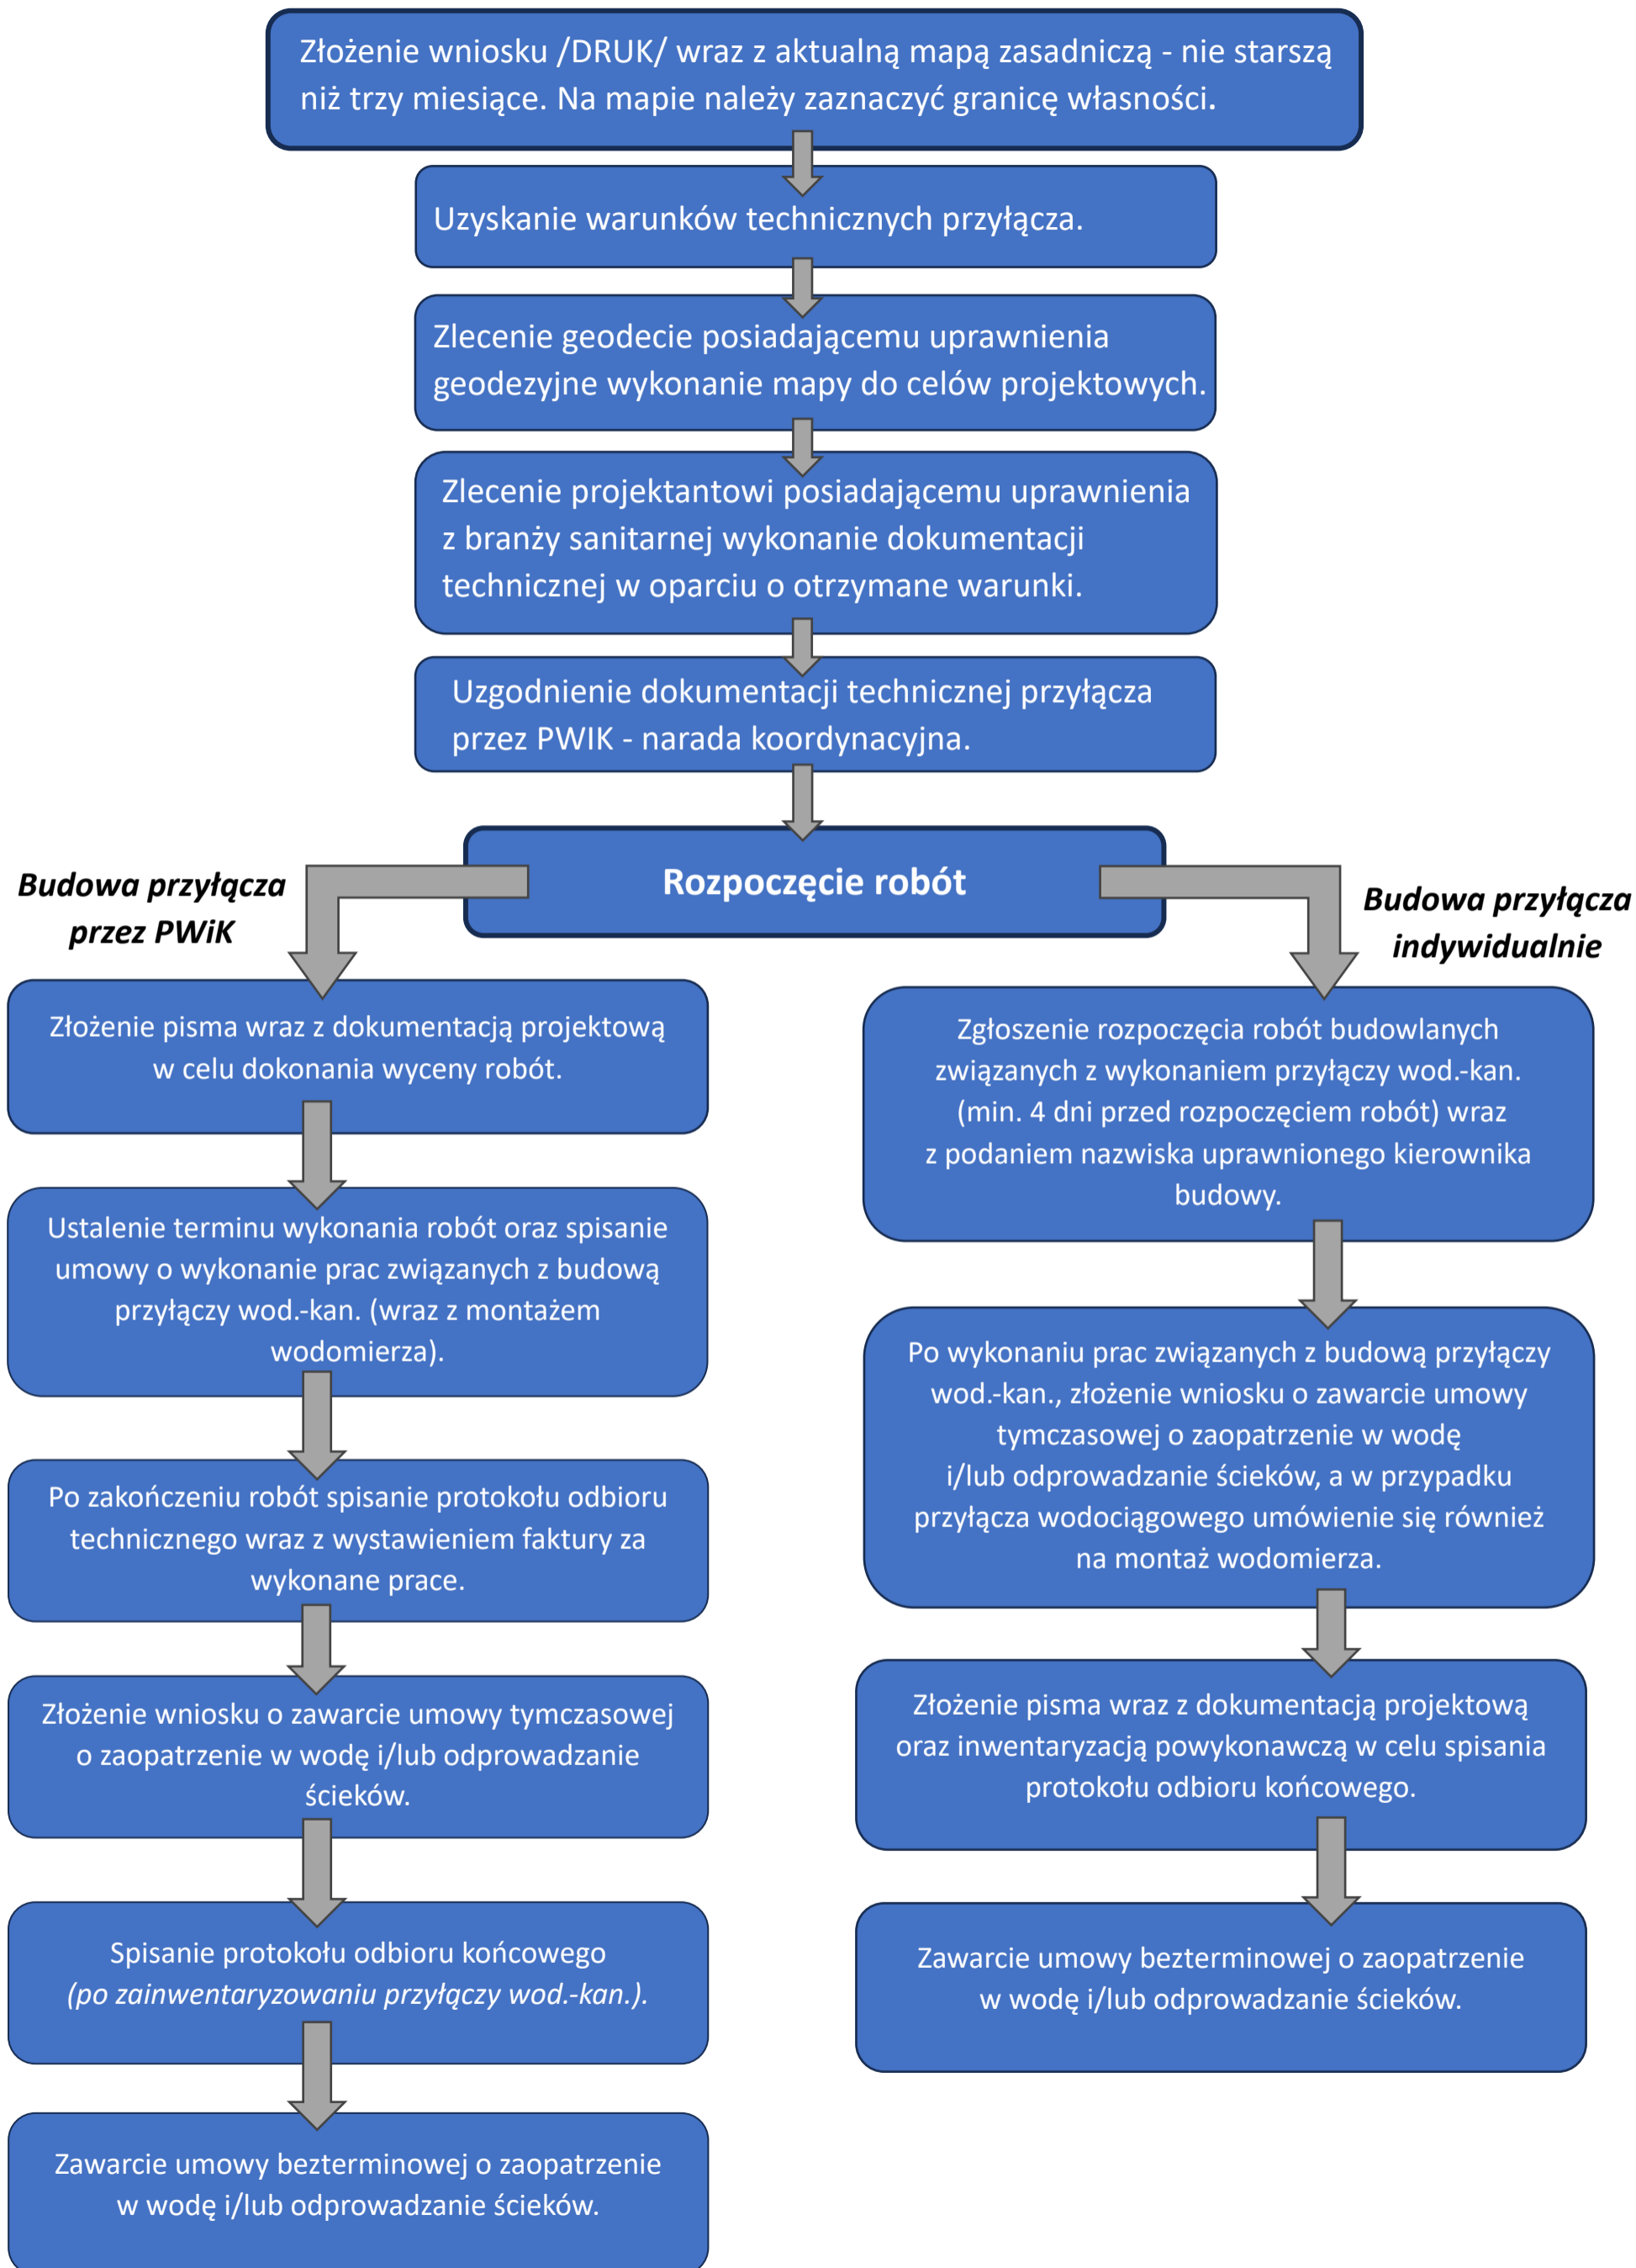 Złożenie wniosku /DRUK/ wraz z aktualną mapą zasadniczą - nie starszą
niż trzy miesiące. Na mapie należy zaznaczyć granicę własności.
Uzyskanie warunków technicznych przyłącza.
Zlecenie geodecie posiadającemu uprawnienia
geodezyjne wykonanie mapy do celów projektowych.
Zlecenie projektantowi posiadającemu uprawnienia
z branży sanitarnej wykonanie dokumentacji
technicznej w oparciu o otrzymane warunki.
Uzgodnienie dokumentacji technicznej przyłącza
przez PWIK - narada koordynacyjna.
Rozpoczęcie robót
Budowa przyłącza
przez PWiK
Złożenie pisma wraz z dokumentacją projektową
w celu dokonania wyceny robót.
Ustalenie terminu wykonania robót oraz spisanie
umowy o wykonanie prac związanych z budową
przyłączy wod.-kan. (wraz z montażem
wodomierza).
Po zakończeniu robót spisanie protokołu odbioru
technicznego wraz z wystawieniem faktury za
wykonane prace.
Złożenie wniosku o zawarcie umowy tymczasowej
o zaopatrzenie w wodę i/lub odprowadzanie
ścieków.
Spisanie protokołu odbioru końcowego
(po zainwentaryzowaniu przyłączy wod.-kan.).
Zawarcie umowy bezterminowej o zaopatrzenie
w wodę i/lub odprowadzanie ścieków.
Budowa przyłącza
indywidualnie
Zgłoszenie rozpoczęcia robót budowlanych
związanych z wykonaniem przyłączy wod.-kan.
(min. 4 dni przed rozpoczęciem robót) wraz
z podaniem nazwiska uprawnionego kierownika
budowy.
Po wykonaniu prac związanych z budową przyłączy
wod.-kan., złożenie wniosku o zawarcie umowy
tymczasowej o zaopatrzenie w wodę
i/lub odprowadzanie ścieków, a w przypadku
przyłącza wodociągowego umówienie się również
na montaż wodomierza.
Złożenie pisma wraz z dokumentacją projektową
oraz inwentaryzacją powykonawczą w celu spisania
protokołu odbioru końcowego.
Zawarcie umowy bezterminowej o zaopatrzenie
w wodę i/lub odprowadzanie ścieków.